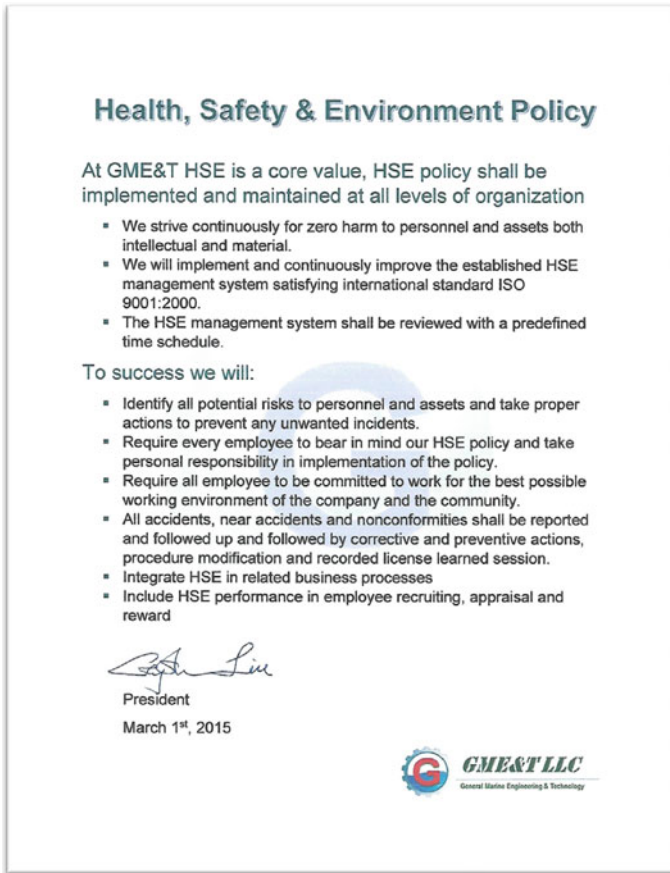 Health, Safety & Environment Policy
At GME&T HSE is a core value, HSE policy shall be
implemented and maintained at all levels of organization
▪ We strive continuously for zero harm to personnel and assets both
intellectual and material.
▪ We will implement and continuously improve the established HSE
management system satisfying international standard ISO
9001:2000.
▪ The HSE management system shall be reviewed with a predefined
time schedule.
To success we will:
▪ Identify all potential risks to personnel and assets and take proper
actions to prevent any unwanted incidents.
▪ Require every employee to bear in mind our HSE policy and take
personal responsibility in implementation of the policy.
▪ Require all employee to be committed to work for the best possible
working environment of the company and the community.
▪ All accidents, near accidents and nonconformities shall be reported
and followed up and followed by corrective and preventive actions,
procedure modification and recorded license learned session.
▪ Integrate HSE in related business processes
▪ Include HSE performance in employee recruiting, appraisal and
reward
President
March 1st, 2015
G GME&T LLC
General Marine Engineering & Technology